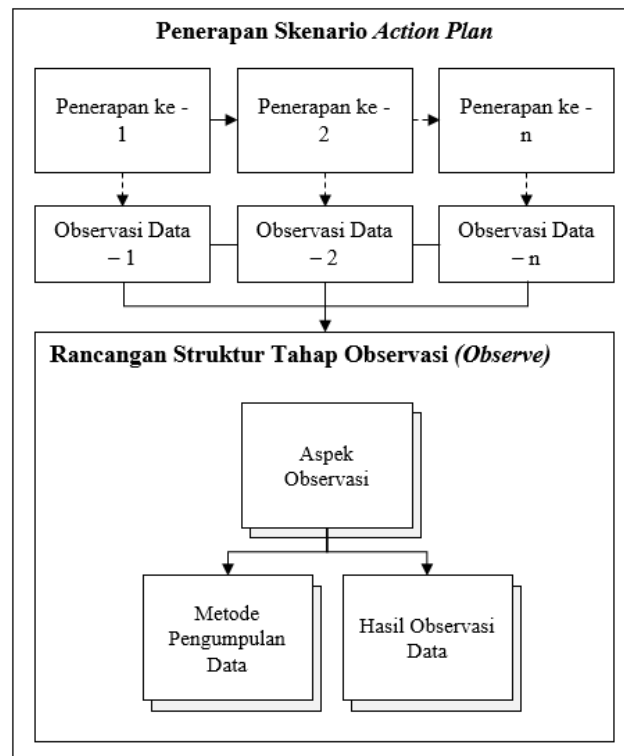 Penerapan Skenario Action Plan
Penerapan ke -
1
Penerapan ke -
2
Penerapan ke -
n
Observasi Data
– 1
Observasi Data
– 2
Observasi Data
– n
Rancangan Struktur Tahap Observasi (Observe)
Aspek
Observasi
Metode
Pengumpulan
Data
Hasil Observasi
Data